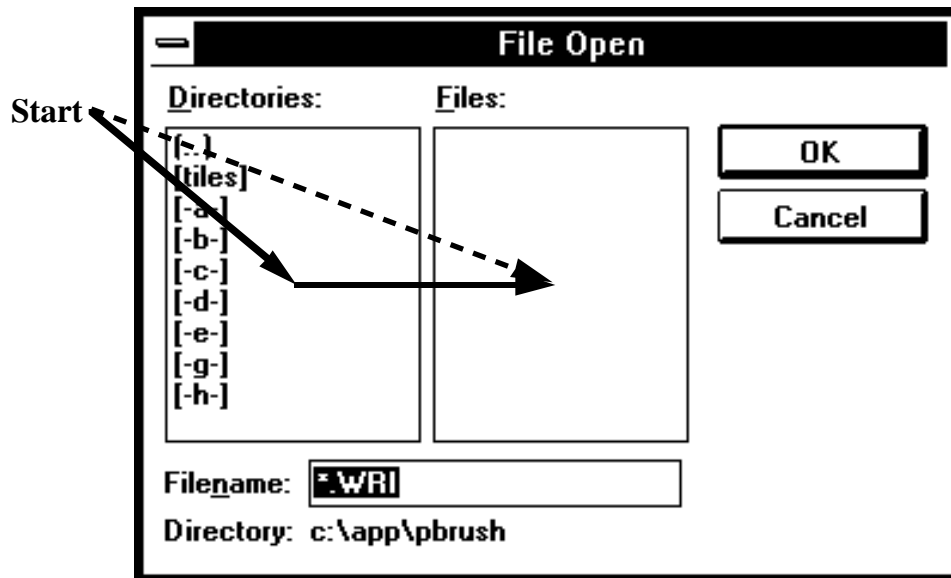 File Open
Directories: Files:
Start
[..]
[tiles]
[-a-]
[-b-]
[-c-]
[-d-]
[-e-]
[-g-]
[-h-]
OK
Cancel
Filename: *.WRI
Directory: c:\app\pbrush